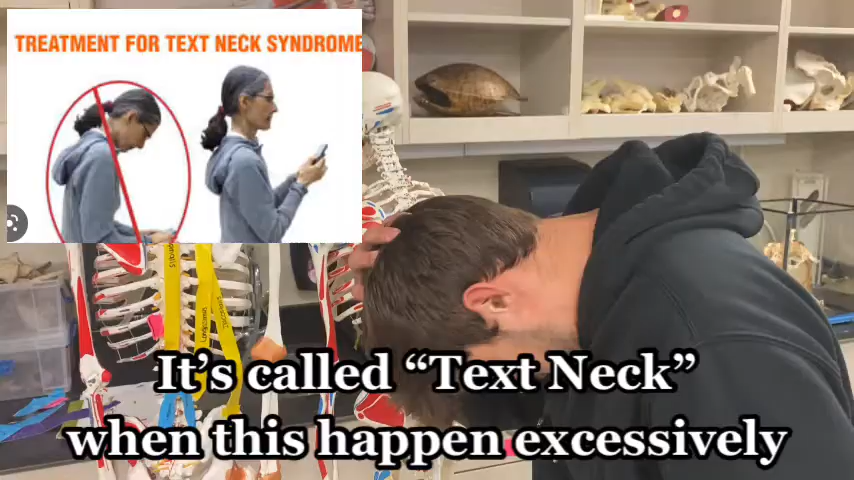 TREATMENT FOR TEXT NECK SYNDROME
It's called “Text Neck”
when this happen excessively